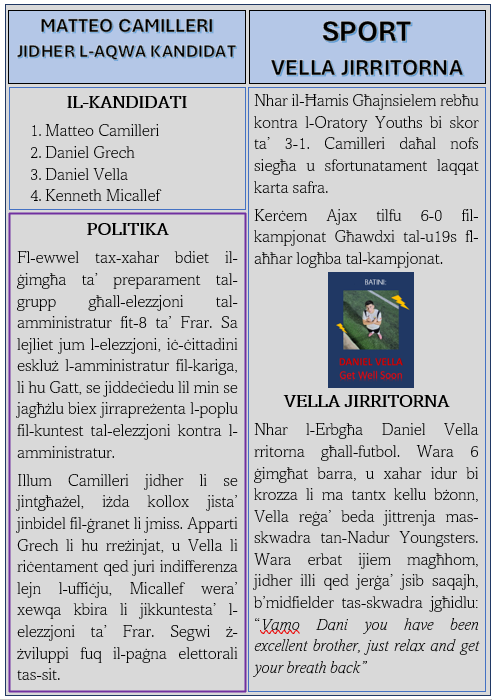 MATTEO CAMILLERI
JIDHER L-AQWA KANDIDAT
IL-KANDIDATI
1. Matteo Camilleri
2. Daniel Grech
3. Daniel Vella
4. Kenneth Micallef
POLITIKA
Fl-ewwel tax-xahar bdiet il-
ġimgħa ta’ preparament tal-
grupp għall-elezzjoni tal-
amministratur fit-8 ta’ Frar. Sa
lejliet jum l-elezzjoni, iċ-ċittadini
eskluż l-amministratur fil-kariga,
li hu Gatt, se jiddeċiedu lil min se
jagħżlu biex jirrapreżenta l-poplu
fil-kuntest tal-elezzjoni kontra l-
amministratur.
Illum Camilleri jidher li se
jintgħażel, iżda kollox jista’
jinbidel fil-ġranet li jmiss. Apparti
Grech li hu rreżinjat, u Vella li
riċentament qed juri indifferenza
lejn l-uffiċju, Micallef wera’
xewqa kbira li jikkuntesta’ l-
elezzjoni ta’ Frar. Segwi ż-
żviluppi fuq il-paġna elettorali
tas-sit.
SPORT
VELLA JIRRITORNA
Nhar il-Ħamis Għajnsielem rebħu
kontra l-Oratory Youths bi skor
ta’ 3-1. Camilleri daħal nofs
siegħa u sfortunatament laqqat
karta safra.
Kerċem Ajax tilfu 6-0 fil-
kampjonat Għawdxi tal-u19s fl-
aħħar logħba tal-kampjonat.
BATINI:
DANIEL VELLA
Get Well Soon
VELLA JIRRITORNA
Nhar l-Erbgħa Daniel Vella
rritorna għall-futbol. Wara 6
ġimgħat barra, u xahar idur bi
krozza li ma tantx kellu bżonn,
Vella reġa’ beda jittrenja mas-
skwadra tan-Nadur Youngsters.
Wara erbat ijiem magħhom,
jidher illi qed jerġa’ jsib saqajh,
b’midfielder tas-skwadra jgħidlu:
“Vamo Dani you have been
excellent brother, just relax and get
your breath back”